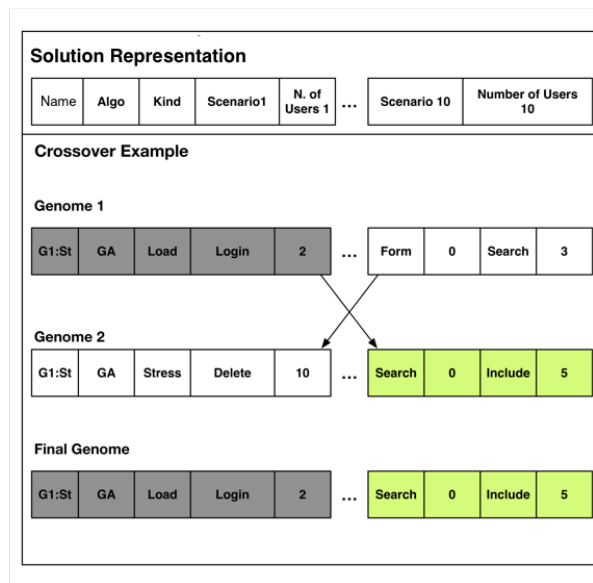 Solution Representation
Name Algo Kind Scenario1 N. of Users 1 ... Scenario 10 Number of Users 10
Crossover Example
Genome 1
G1:St GA Load Login 2 ... Form 0 Search 3
Genome 2
G1:St GA Stress Delete 10 ... Search 0 Include 5
Final Genome
G1:St GA Load Login 2 ... Search 0 Include 5